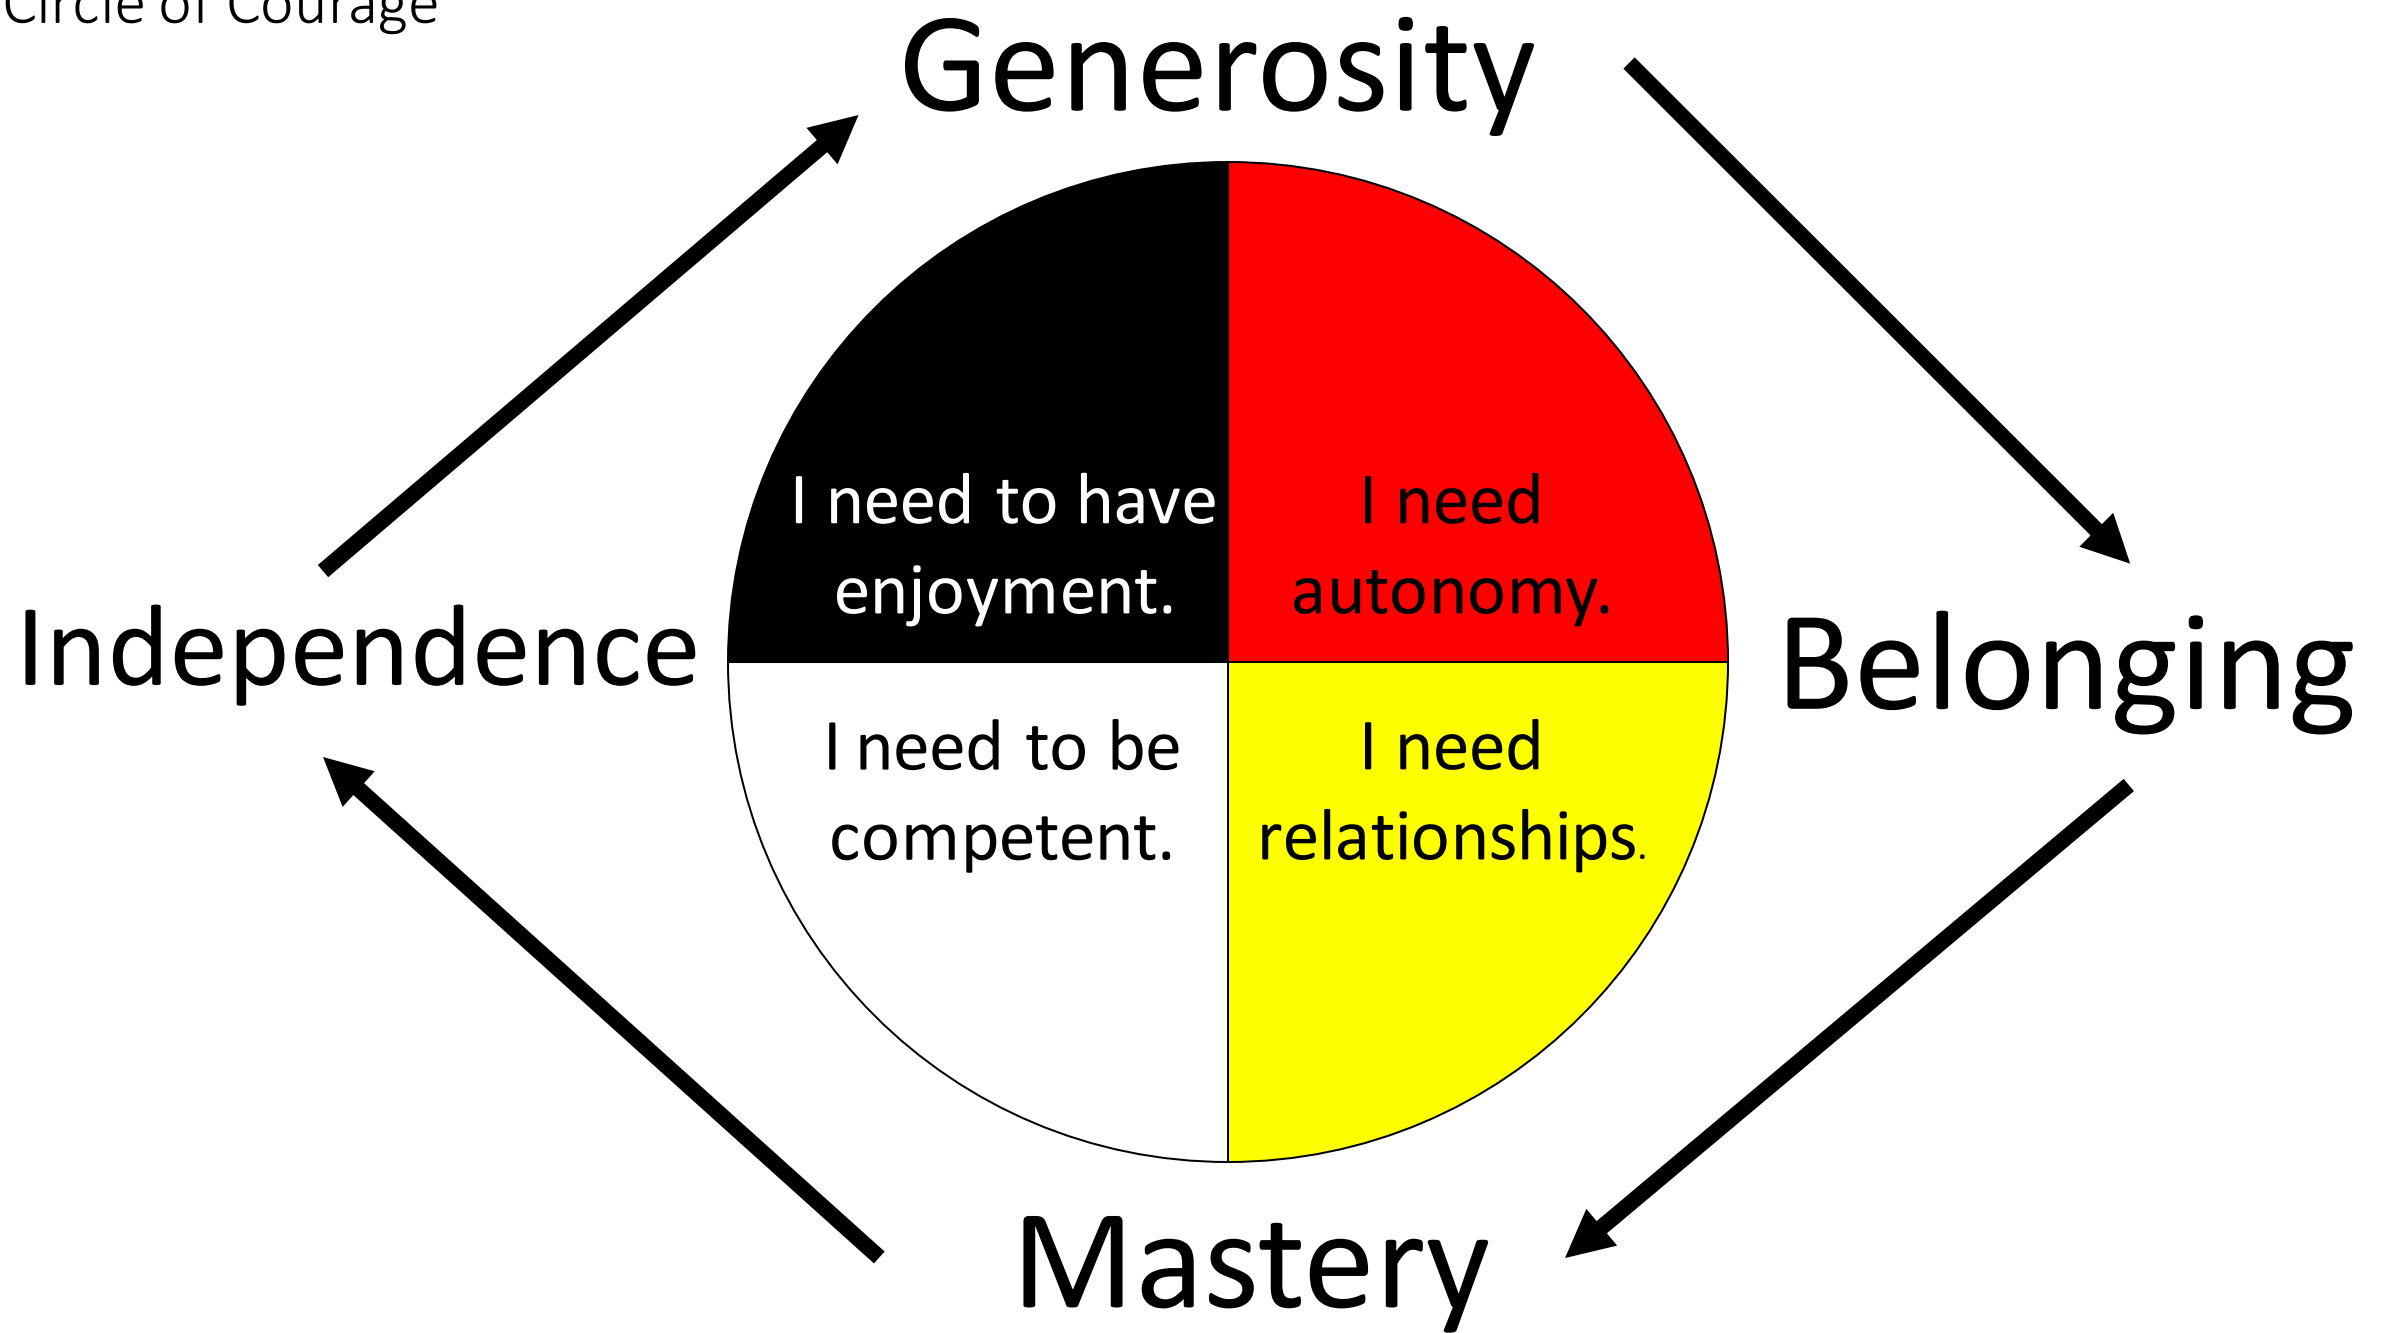 Circle of Courage
Generosity
I need to have
enjoyment.
I need
autonomy.
Independence
Belonging
I need to be
competent.
I need
relationships.
Mastery